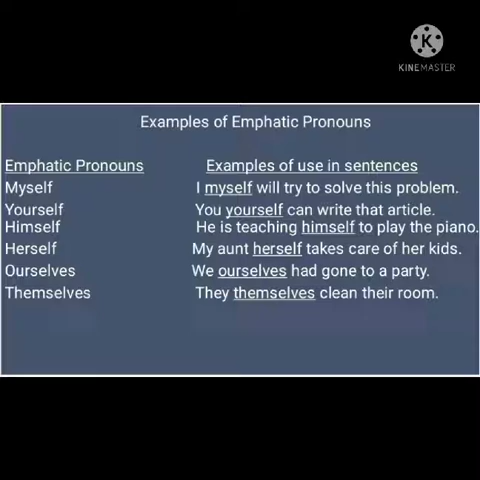 K
KINEMASTER
Examples of Emphatic Pronouns
Emphatic Pronouns Examples of use in sentences
Myself I myself will try to solve this problem.
Yourself You yourself can write that article.
Himself He is teaching himself to play the piano.
Herself My aunt herself takes care of her kids.
Ourselves We ourselves had gone to a party.
Themselves They themselves clean their room.